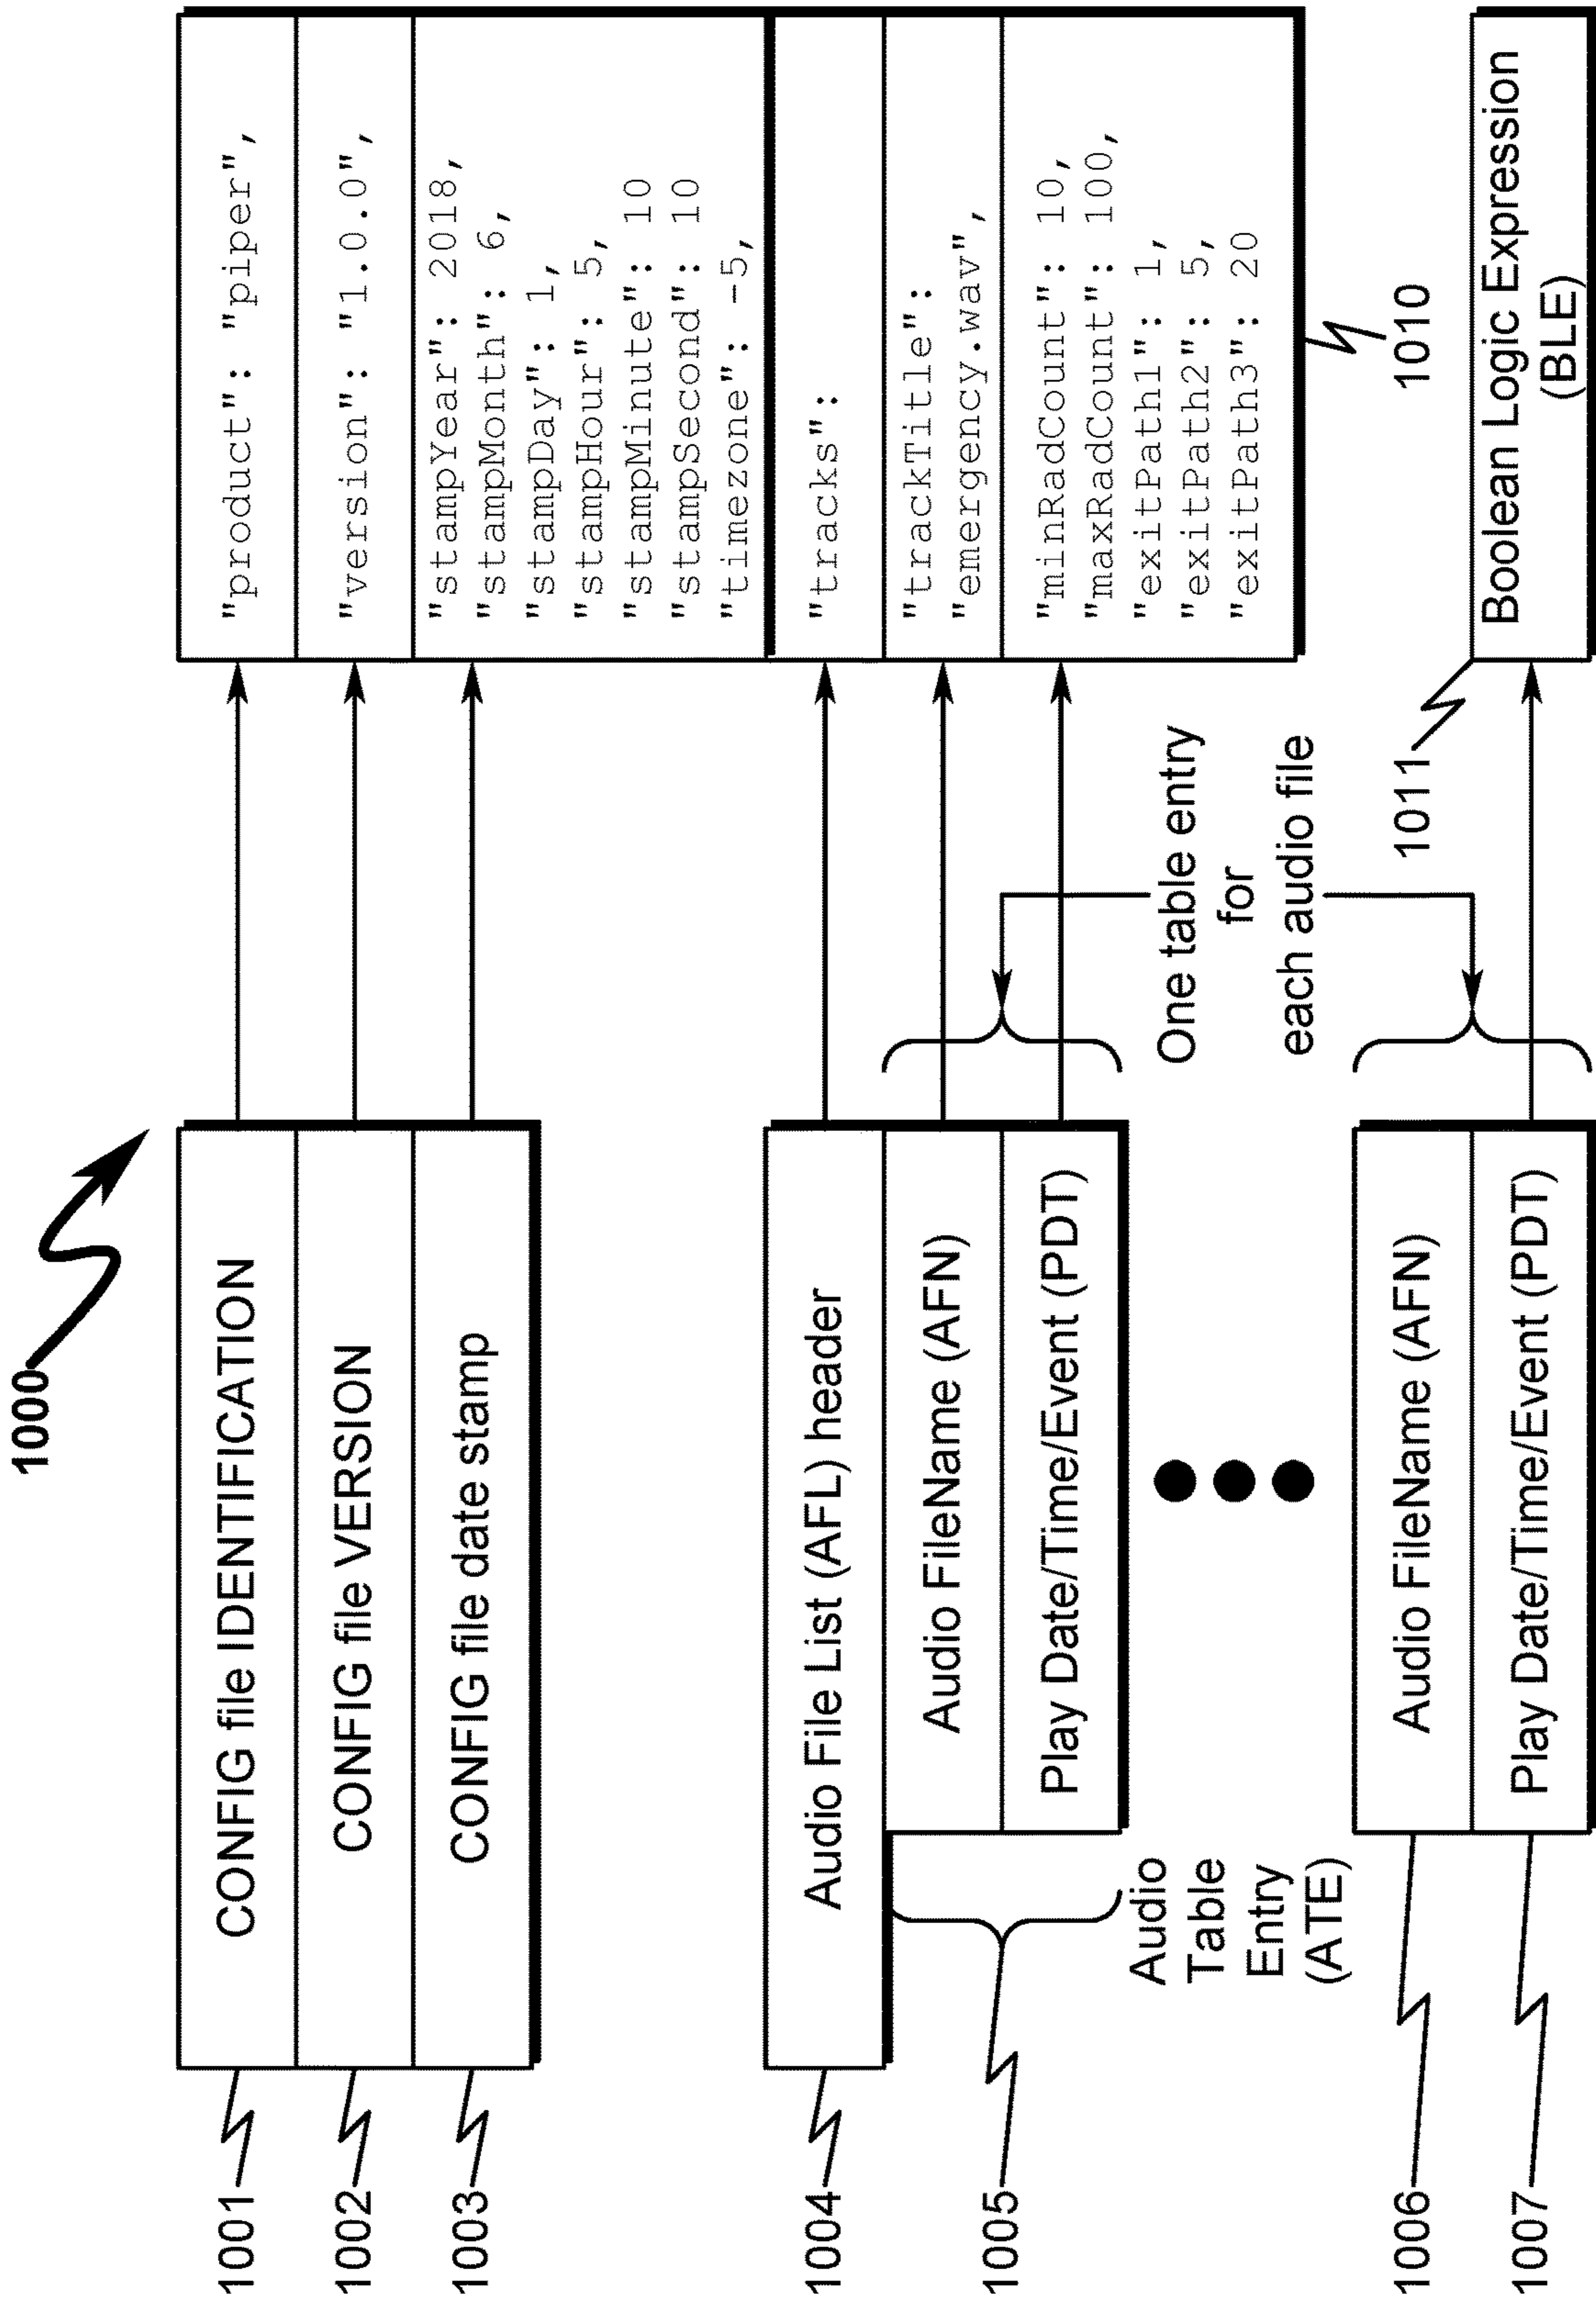 1000
1001
CONFIG file IDENTIFICATION
"product": "piper",
1002
CONFIG file VERSION
"version": "1.0.0",
1003
CONFIG file date stamp
"stampYear": 2018,
"stampMonth": 6,
"stampDay": 1,
"stampHour": 5,
"stampMinute": 10
"stampSecond": 10
"timezone": -5,
1004
Audio File List (AFL) header
"tracks":
1005
Audio FileName (AFN)
"trackTitle":
"emergency.wav",
Play Date/Time/Event (PDT)
"minRadCount": 10,
"maxRadCount": 100,
"exitPath1": 1,
"exitPath2": 5,
"exitPath3": 20
Audio
Table
Entry
(ATE)
One table entry
for
each audio file
1010
1006
Audio FileName (AFN)
1011
1007
Play Date/Time/Event (PDT)
Boolean Logic Expression
(BLE)